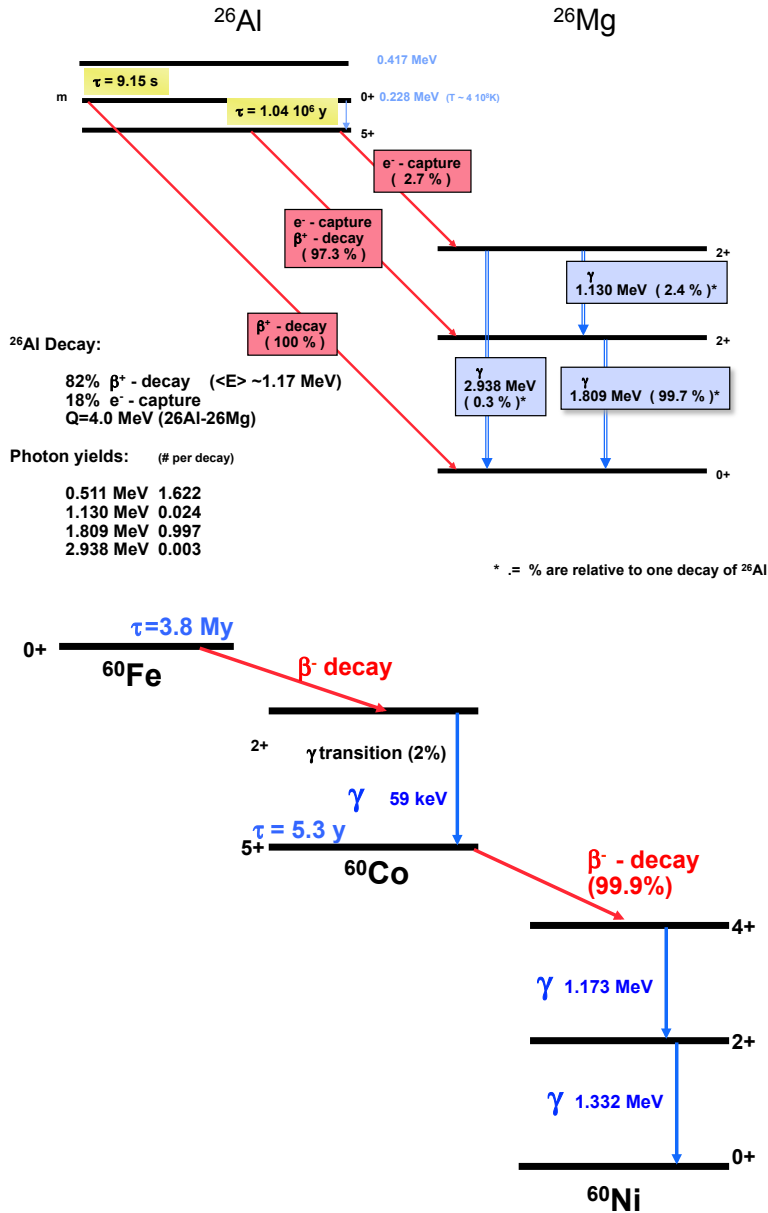 ²⁶Al
²⁶Mg
0.417 MeV
τ = 9.15 s
m
0+
0.228 MeV (T ~ 4 10⁸K)
τ = 1.04 10⁶ y
5+
e⁻ - capture
( 2.7 % )
e⁻ - capture
β⁺ - decay
( 97.3 % )
2+
γ
1.130 MeV ( 2.4 % )*
β⁺ - decay
( 100 % )
2+
γ
2.938 MeV
( 0.3 % )*
γ
1.809 MeV ( 99.7 % )*
0+
²⁶Al Decay:
82% β⁺ - decay (<E> ~1.17 MeV)
18% e⁻ - capture
Q=4.0 MeV (26Al-26Mg)
Photon yields: (# per decay)
0.511 MeV 1.622
1.130 MeV 0.024
1.809 MeV 0.997
2.938 MeV 0.003
* .= % are relative to one decay of ²⁶Al
τ=3.8 My
0+
⁶⁰Fe
β⁻ decay
2+
γ transition (2%)
γ 59 keV
τ = 5.3 y
5+
⁶⁰Co
β⁻ - decay
(99.9%)
4+
γ 1.173 MeV
2+
γ 1.332 MeV
0+
⁶⁰Ni